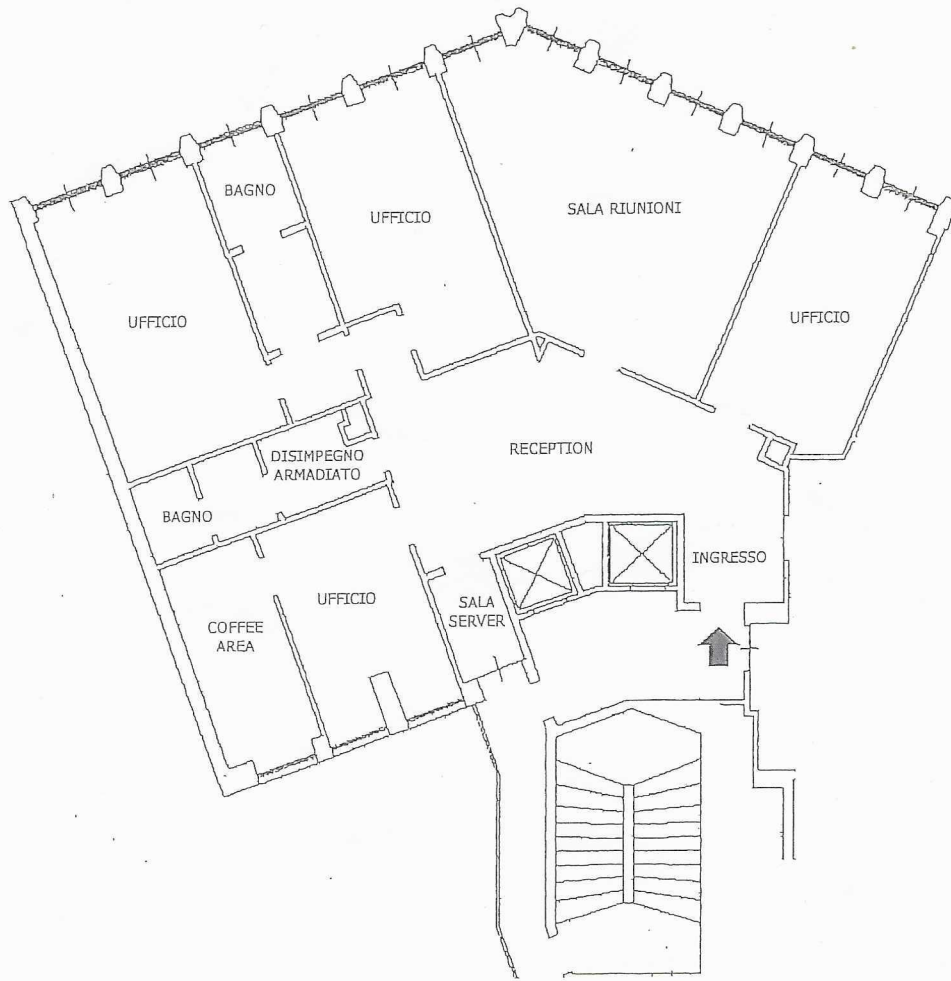 BAGNO
UFFICIO
SALA RIUNIONI
UFFICIO
UFFICIO
RECEPTION
DISIMPEGNO
ARMADIATO
BAGNO
INGRESSO
UFFICIO
SALA
SERVER
COFFEE
AREA